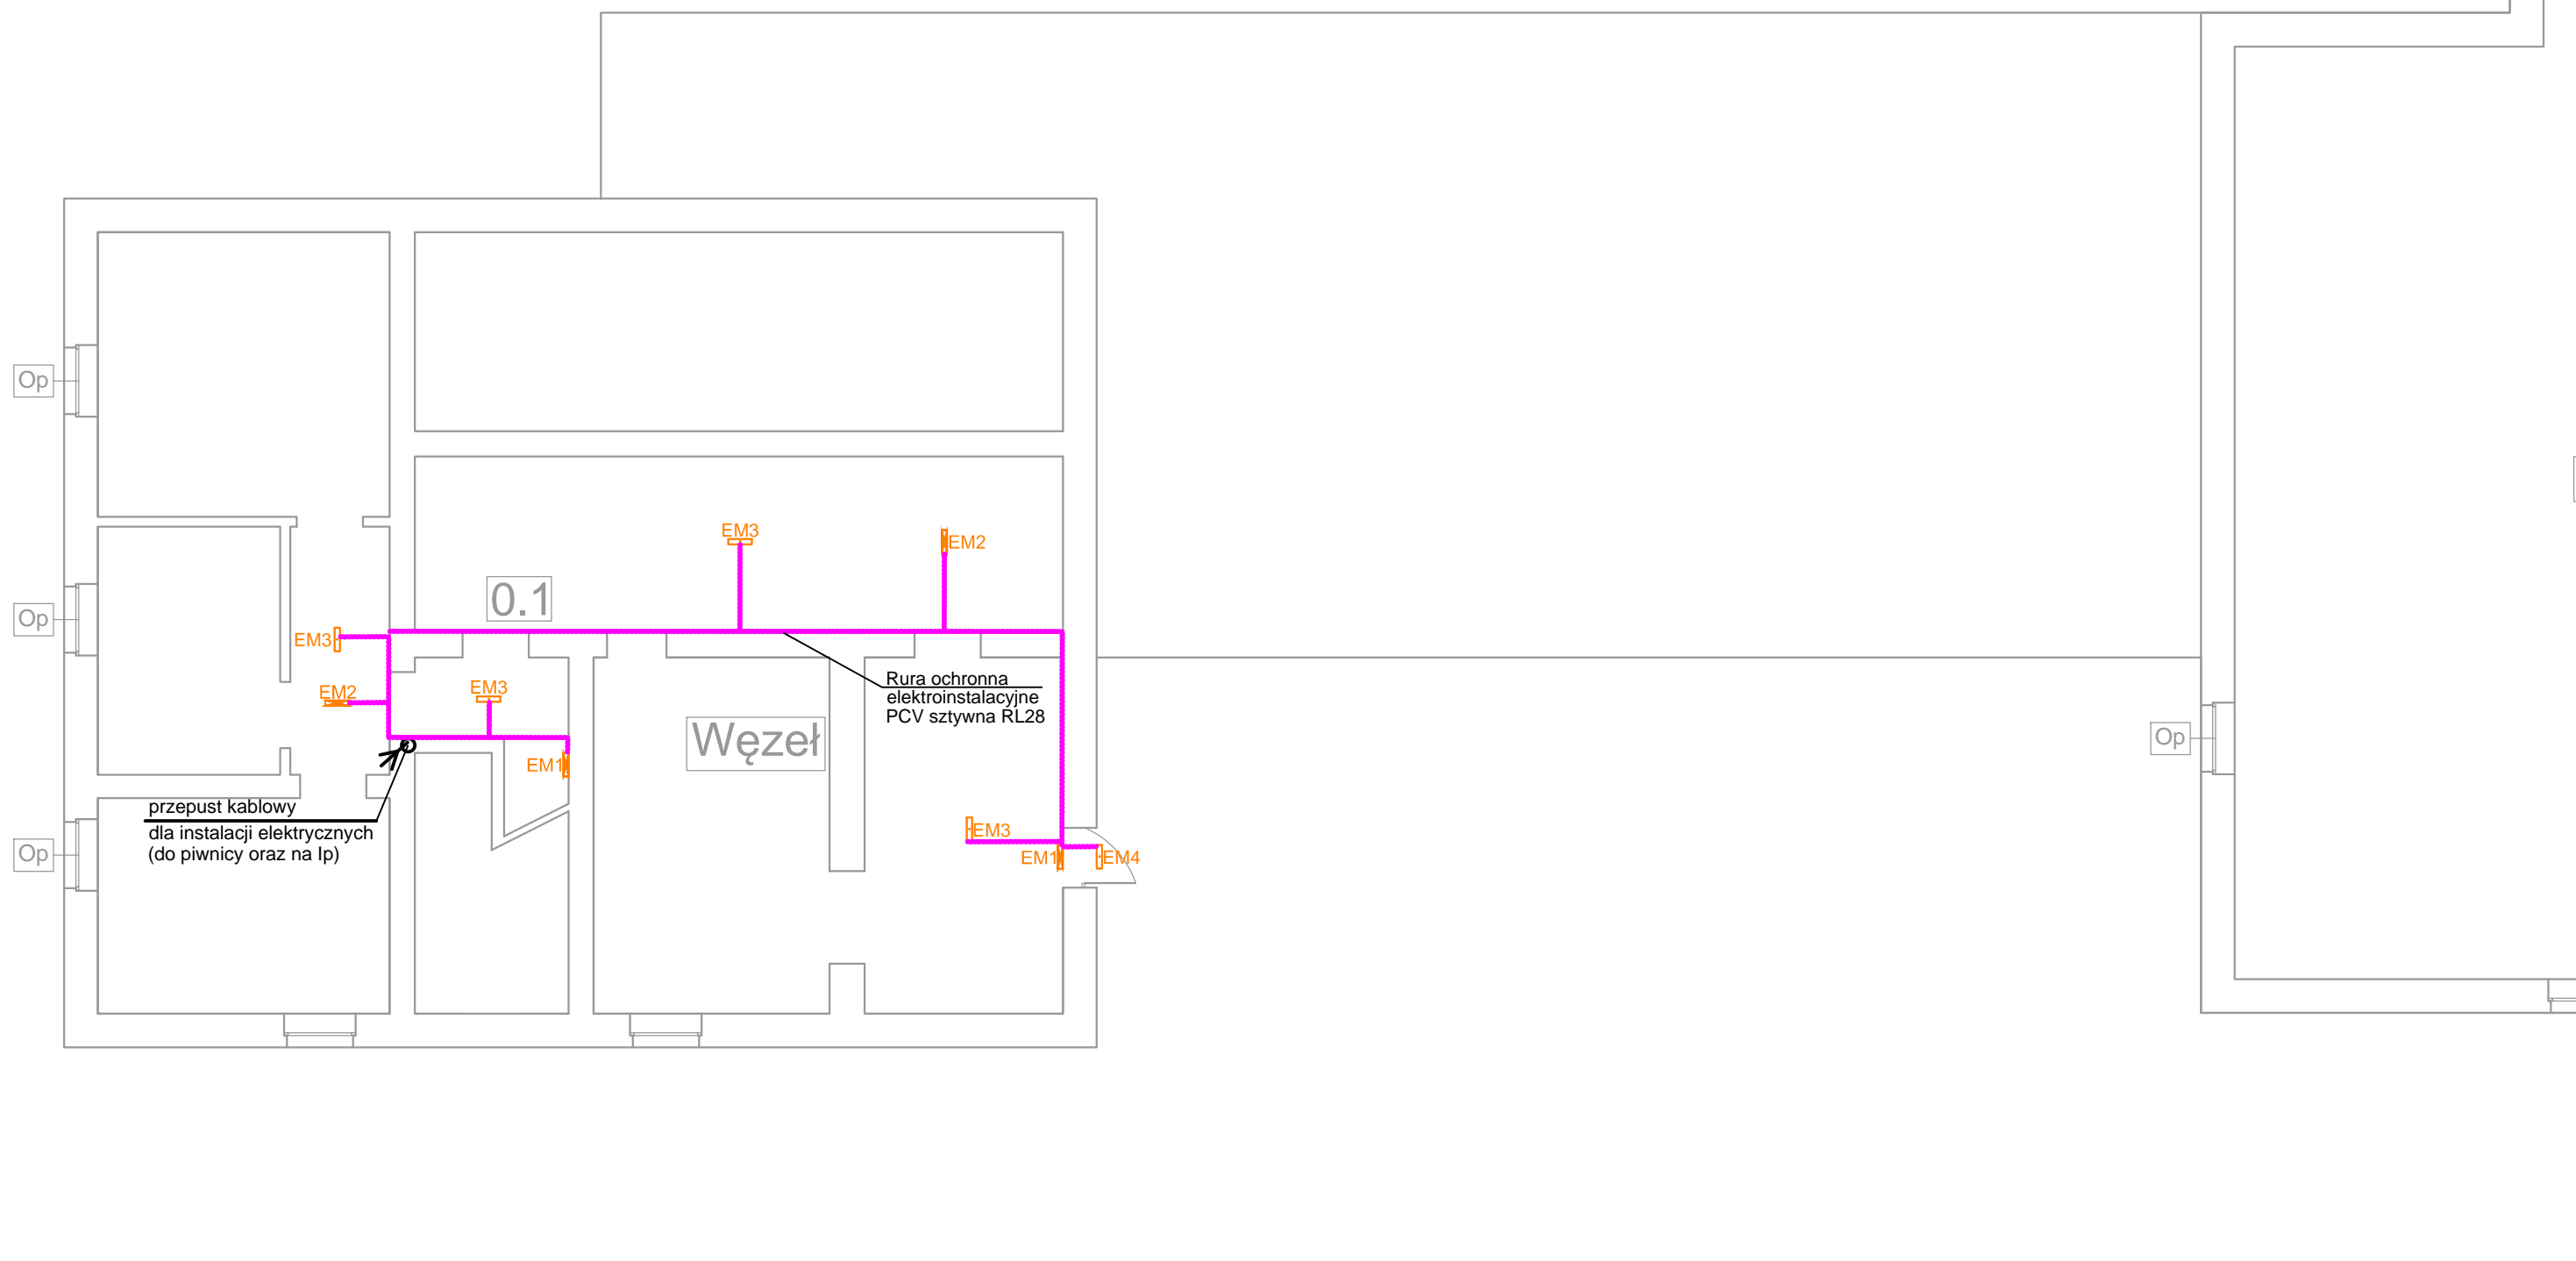 Op
EM3
EM2
0.1
Op
EM3
Rura ochronna
elektroinstalacyjne
PCV sztywna RL28
EM3
EM2
Węzeł
Op
EM1
przepust kablowy
dla instalacji elektrycznych
(do piwnicy oraz na Ip)
EM3
Op
EM1
EM4